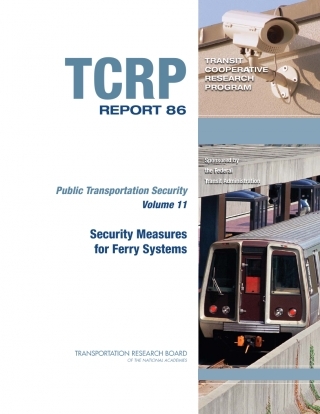 TCRP
REPORT 86
TRANSIT
COOPERATIVE
RESEARCH
PROGRAM
Sponsored by
the Federal
Transit Administration
Public Transportation Security
Volume 11
Security Measures
for Ferry Systems
TRANSPORTATION RESEARCH BOARD
OF THE NATIONAL ACADEMIES